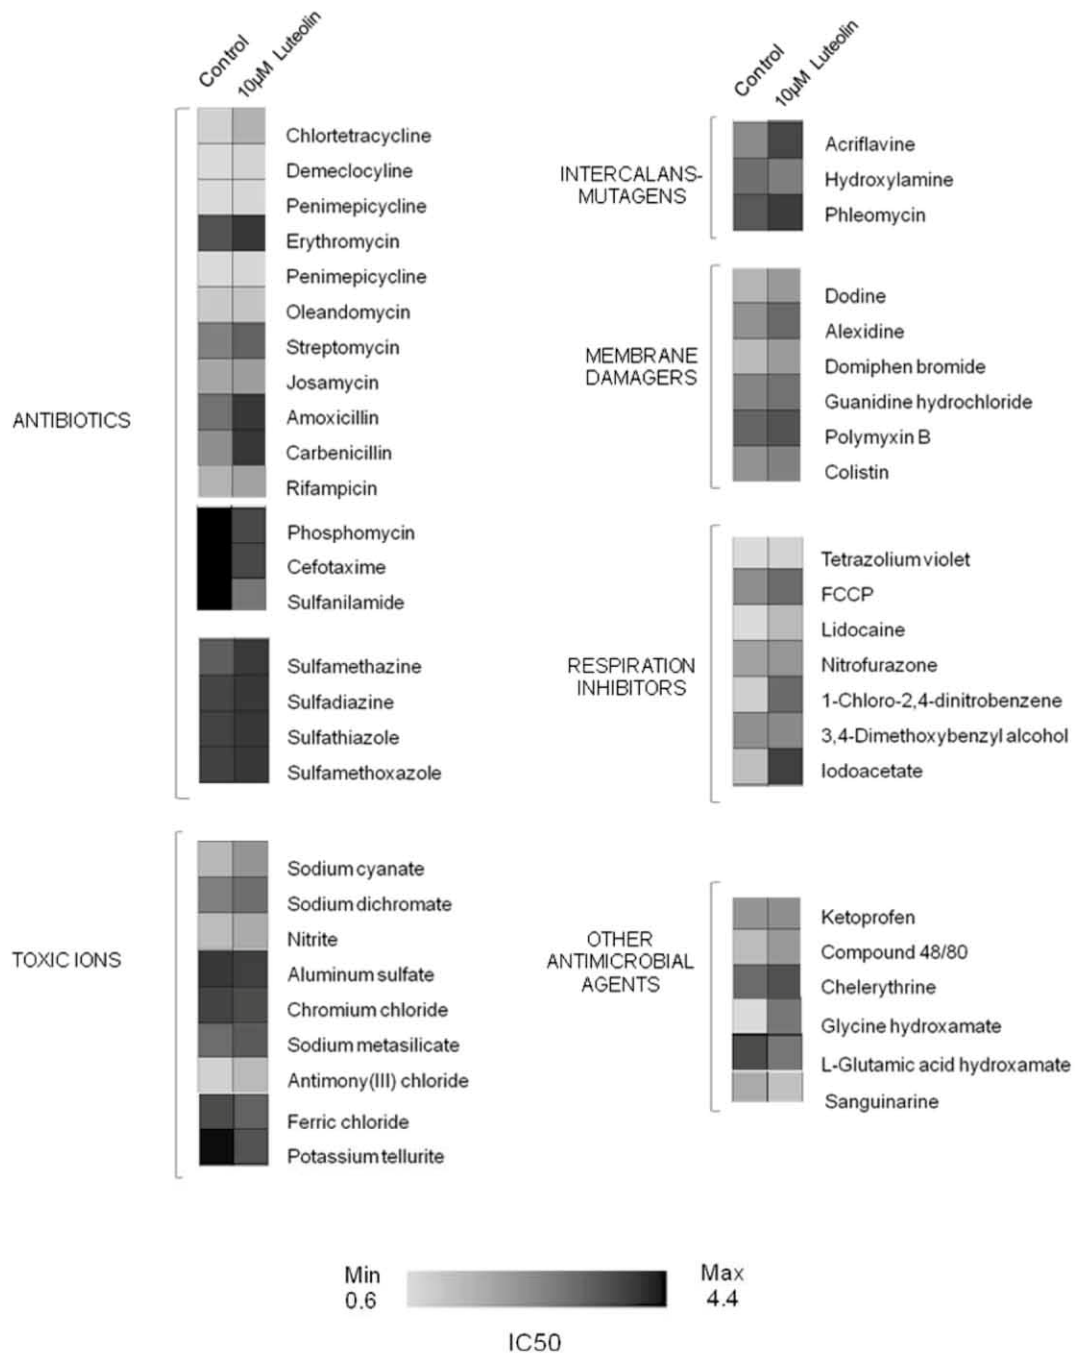 Control
10µM Luteolin
ANTIBIOTICS
Chlortetracycline
Demeclocyline
Penimepicycline
Erythromycin
Penimepicycline
Oleandomycin
Streptomycin
Josamycin
Amoxicillin
Carbenicillin
Rifampicin
Phosphomycin
Cefotaxime
Sulfanilamide
Sulfamethazine
Sulfadiazine
Sulfathiazole
Sulfamethoxazole
TOXIC IONS
Sodium cyanate
Sodium dichromate
Nitrite
Aluminum sulfate
Chromium chloride
Sodium metasilicate
Antimony(III) chloride
Ferric chloride
Potassium tellurite
Control
10µM Luteolin
INTERCALANS-
MUTAGENS
Acriflavine
Hydroxylamine
Phleomycin
MEMBRANE
DAMAGERS
Dodine
Alexidine
Domiphen bromide
Guanidine hydrochloride
Polymyxin B
Colistin
RESPIRATION
INHIBITORS
Tetrazolium violet
FCCP
Lidocaine
Nitrofurazone
1-Chloro-2,4-dinitrobenzene
3,4-Dimethoxybenzyl alcohol
Iodoacetate
OTHER
ANTIMICROBIAL
AGENTS
Ketoprofen
Compound 48/80
Chelerythrine
Glycine hydroxamate
L-Glutamic acid hydroxamate
Sanguinarine
Min
0.6
Max
4.4
IC50